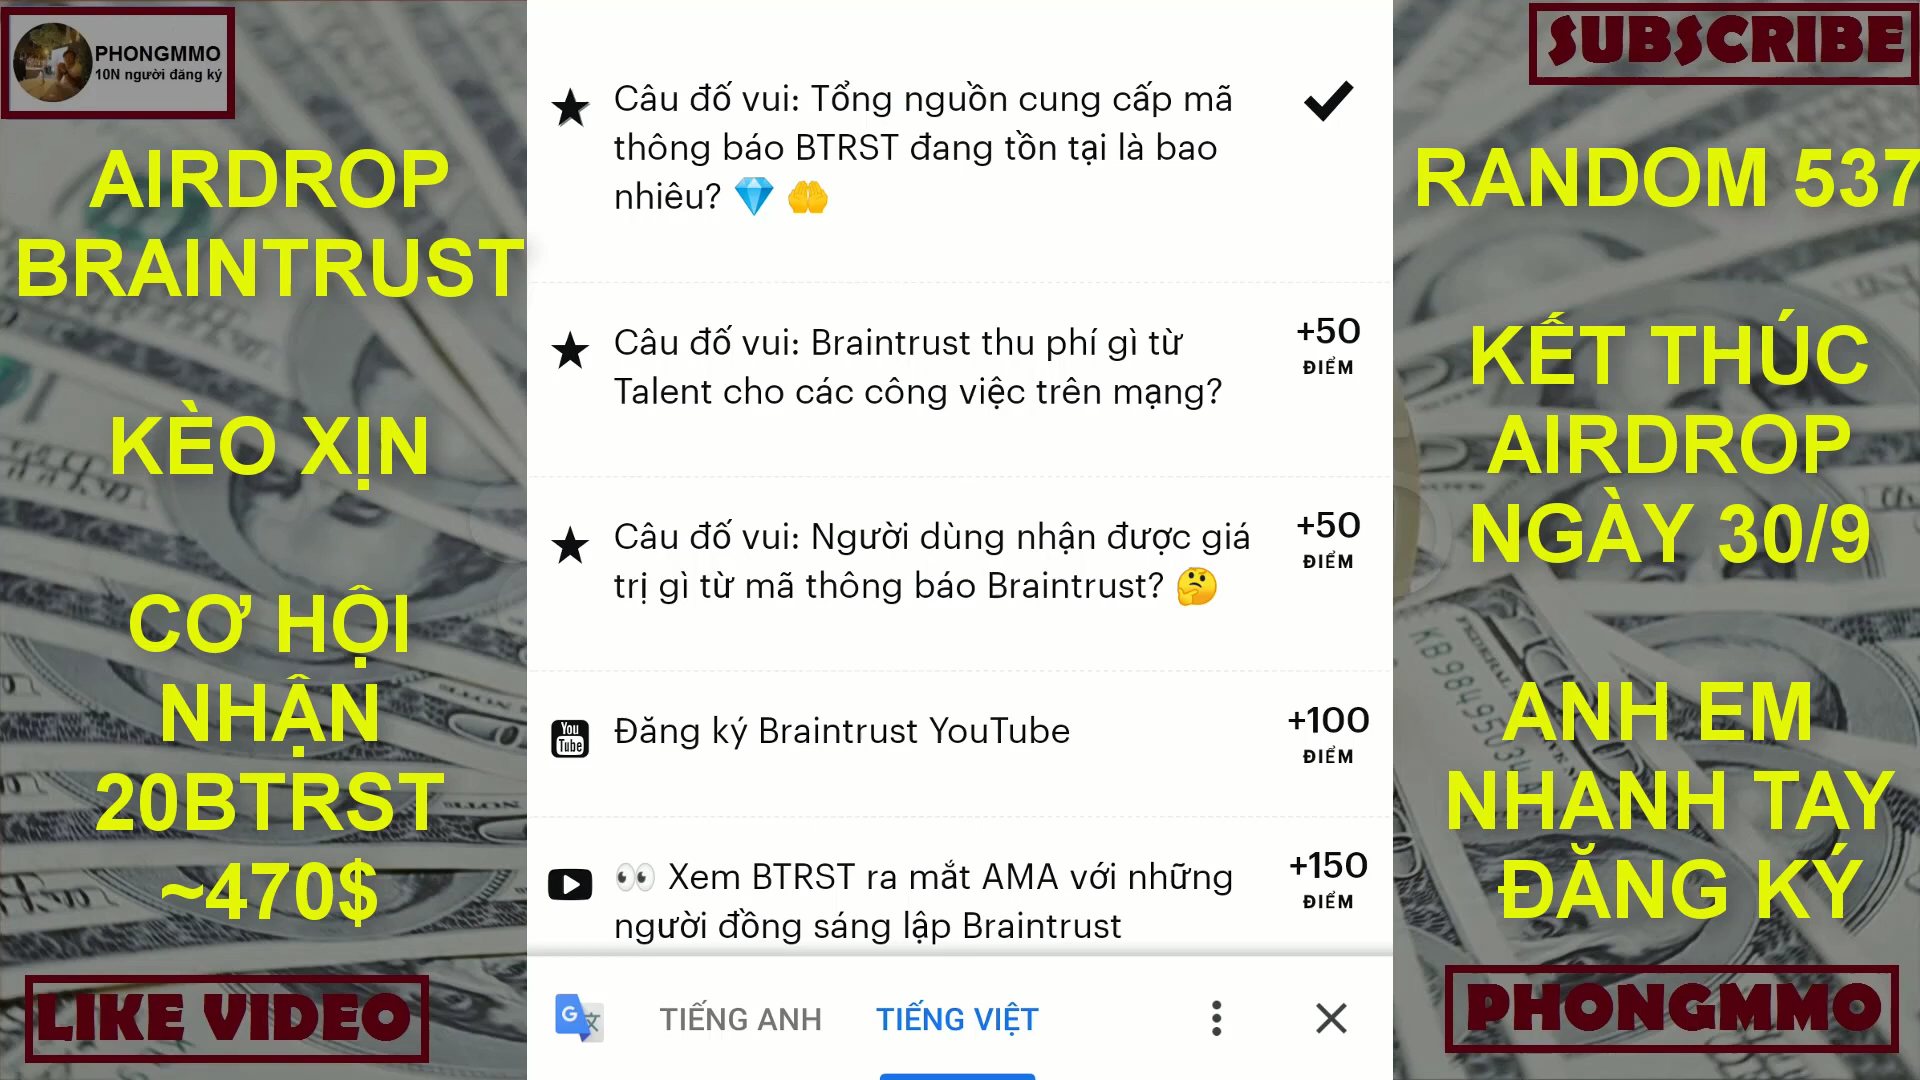 PHONGMMO
10N người đăng ký
AIRDROP
BRAINTRUST
KÈO XỊN
CƠ HỘI
NHẬN
20BTRST
~470$
LIKE VIDEO
Câu đố vui: Tổng nguồn cung cấp mã
thông báo BTRST đang tồn tại là bao
nhiêu? 💎 🤲
Câu đố vui: Braintrust thu phí gì từ
Talent cho các công việc trên mạng?
+50
ĐIỂM
Câu đố vui: Người dùng nhận được giá
trị gì từ mã thông báo Braintrust? 🤔
+50
ĐIỂM
You
Tube
Đăng ký Braintrust YouTube
+100
ĐIỂM
👀 Xem BTRST ra mắt AMA với những
người đồng sáng lập Braintrust
+150
ĐIỂM
G
TIẾNG ANH
TIẾNG VIỆT
SUBSCRIBE
RANDOM 537
KẾT THÚC
AIRDROP
NGÀY 30/9
ANH EM
NHANH TAY
ĐĂNG KÝ
PHONGMMO